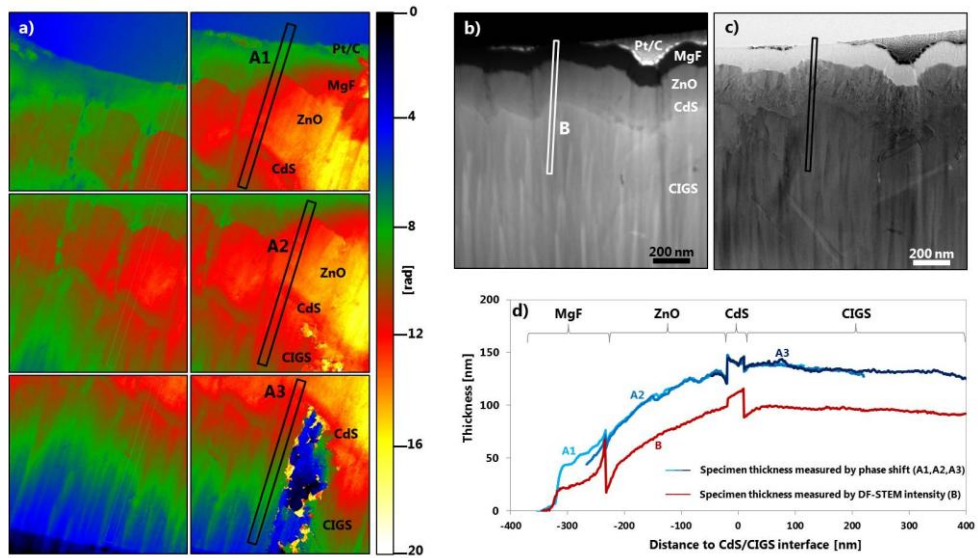 a)
A1
Pt/C
MgF
ZnO
CdS
A2
ZnO
CdS
CIGS
A3
CdS
CIGS
0
4
8
[rad]
12
16
20
b)
Pt/C
MgF
ZnO
CdS
B
CIGS
200 nm
c)
200 nm
d)
MgF ZnO CdS CIGS
200
150
100
50
0
Thickness [nm]
A1
A2
A3
B
Specimen thickness measured by phase shift (A1,A2,A3)
Specimen thickness measured by DF-STEM intensity (B)
-400 -300 -200 -100 0 100 200 300 400
Distance to CdS/CIGS interface [nm]